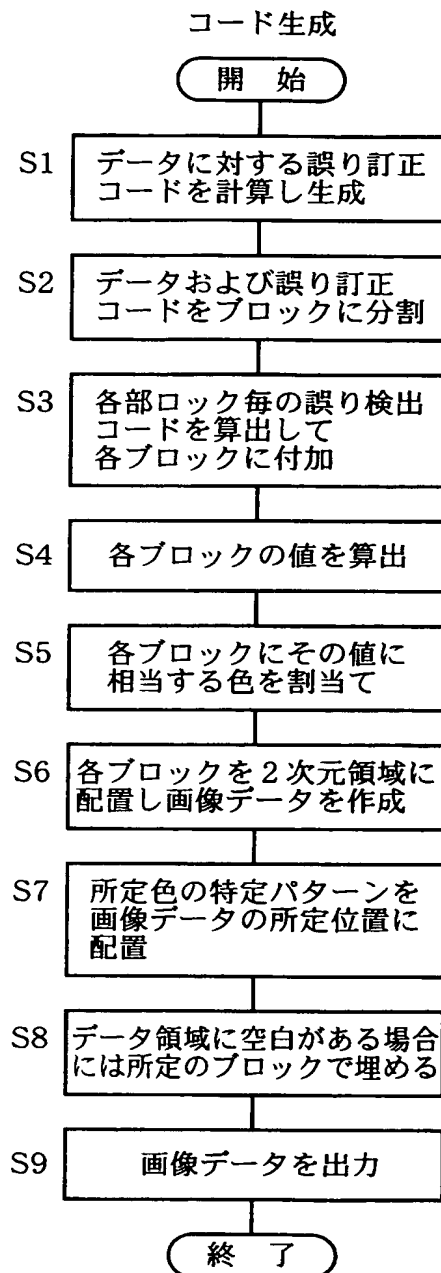 コード生成
開 始
S1
データに対する誤り訂正
コードを計算し生成
S2
データおよび誤り訂正
コードをブロックに分割
S3
各部ロック毎の誤り検出
コードを算出して
各ブロックに付加
S4
各ブロックの値を算出
S5
各ブロックにその値に
相当する色を割当て
S6
各ブロックを2次元領域に
配置し画像データを作成
S7
所定色の特定パターンを
画像データの所定位置に
配置
S8
データ領域に空白がある場合
には所定のブロックで埋める
S9
画像データを出力
終 了